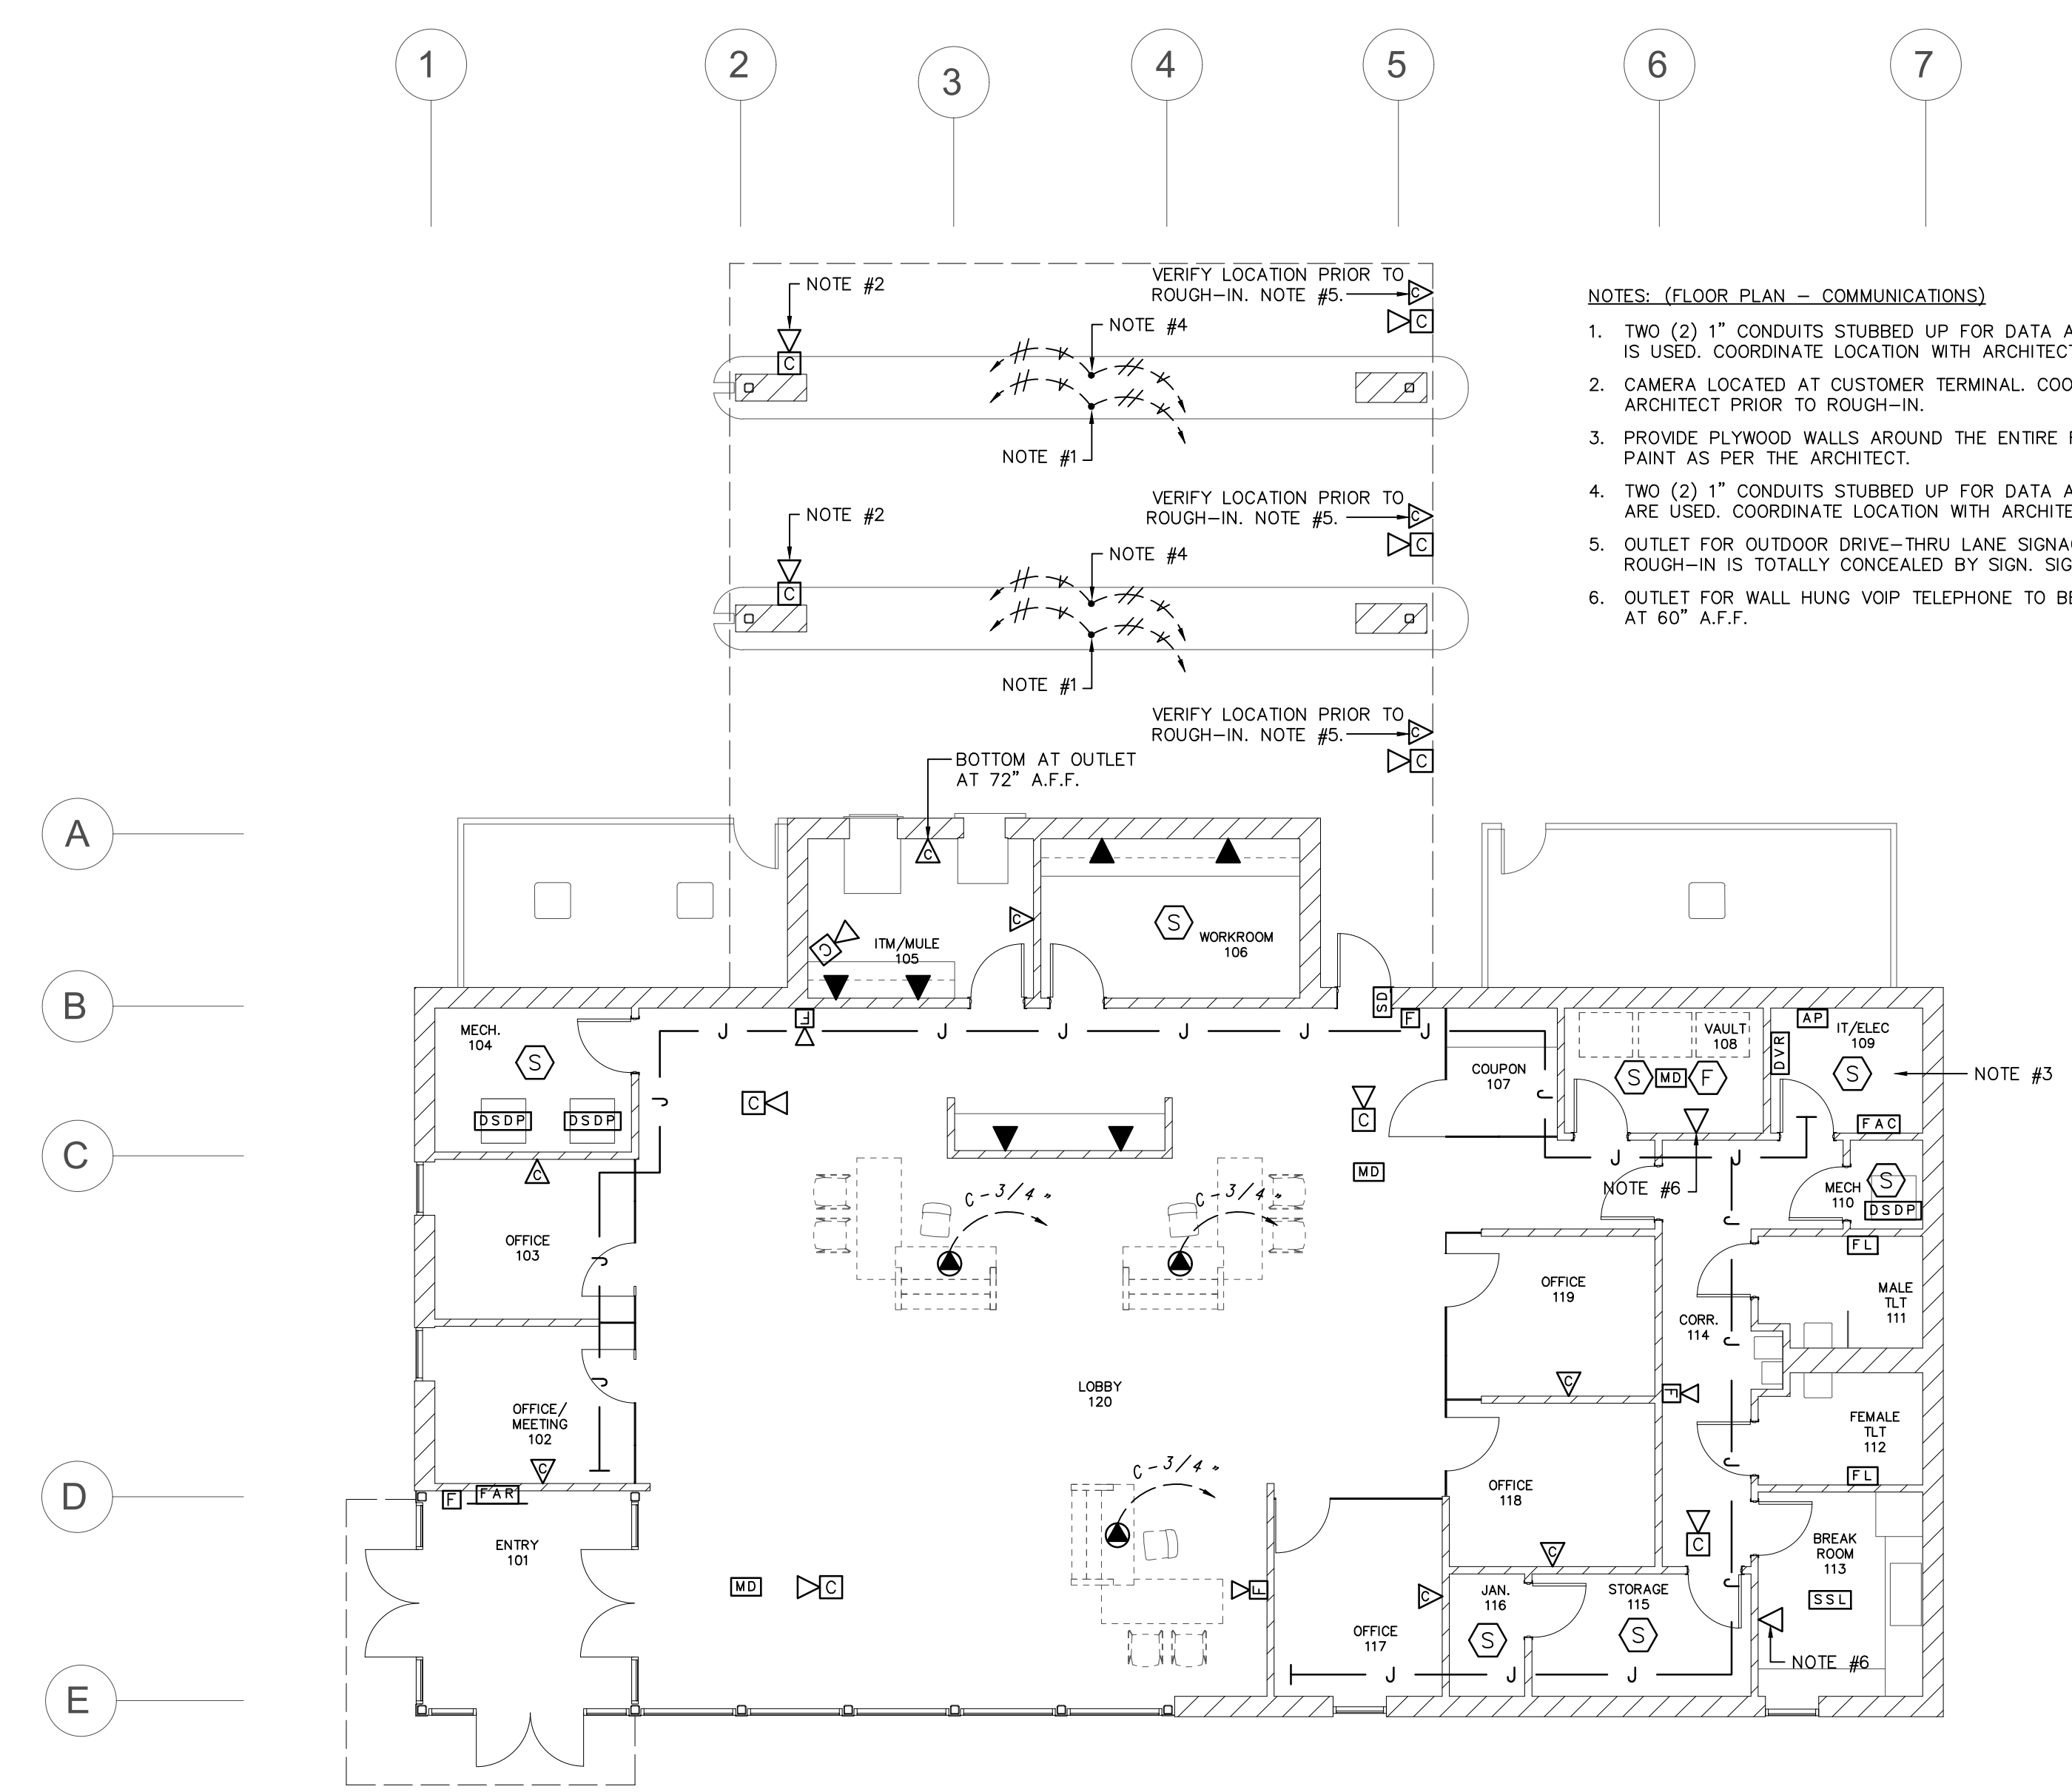 1
2
3
4
5
6
7
NOTE #2
VERIFY LOCATION PRIOR TO
ROUGH-IN. NOTE #5.
C
C
NOTE #4
C
NOTE #1
NOTES: (FLOOR PLAN - COMMUNICATIONS)
1. TWO (2) 1" CONDUITS STUBBED UP FOR DATA
IS USED. COORDINATE LOCATION WITH
2. CAMERA LOCATED AT CUSTOMER TERMINAL.
ARCHITECT PRIOR TO ROUGH-IN.
3. PROVIDE PLYWOOD WALLS AROUND THE ENTIRE
PAINT AS PER THE ARCHITECT.
4. TWO (2) 1" CONDUITS STUBBED UP FOR DATA
ARE USED. COORDINATE LOCATION WITH
5. OUTLET FOR OUTDOOR DRIVE-THRU LANE
ROUGH-IN IS TOTALLY CONCEALED BY SIGN.
6. OUTLET FOR WALL HUNG VOIP TELEPHONE TO
AT 60" A.F.F.
VERIFY LOCATION PRIOR TO
ROUGH-IN. NOTE #5.
C
C
NOTE #2
NOTE #4
C
NOTE #1
VERIFY LOCATION PRIOR TO
ROUGH-IN. NOTE #5.
C
C
BOTTOM AT OUTLET
AT 72" A.F.F.
A
C
C
C
ITM/MULE
105
S
WORKROOM
106
B
SD
F
F
J
J
J
J
J
J
MECH.
104
S
DSDP
DSDP
J
C
C
MD
COUPON
107
J
VAULT
108
S
MD
F
DVR
AP
IT/ELEC
109
S
NOTE #3
FAC
C
C
J
J
NOTE #6
MECH
110
S
DSDP
J
C-3/4"
C-3/4"
OFFICE
103
J
FL
MALE
TLT
111
OFFICE
119
C
CORR.
114
J
F
LOBBY
120
J
OFFICE/
MEETING
102
C
FEMALE
TLT
112
FL
J
D
F
FAR
C-3/4"
OFFICE
118
C
C
ENTRY
101
MD
C
F
C
BREAK
ROOM
113
SSL
J
JAN.
116
S
STORAGE
115
S
OFFICE
117
NOTE #6
J
J
J
E